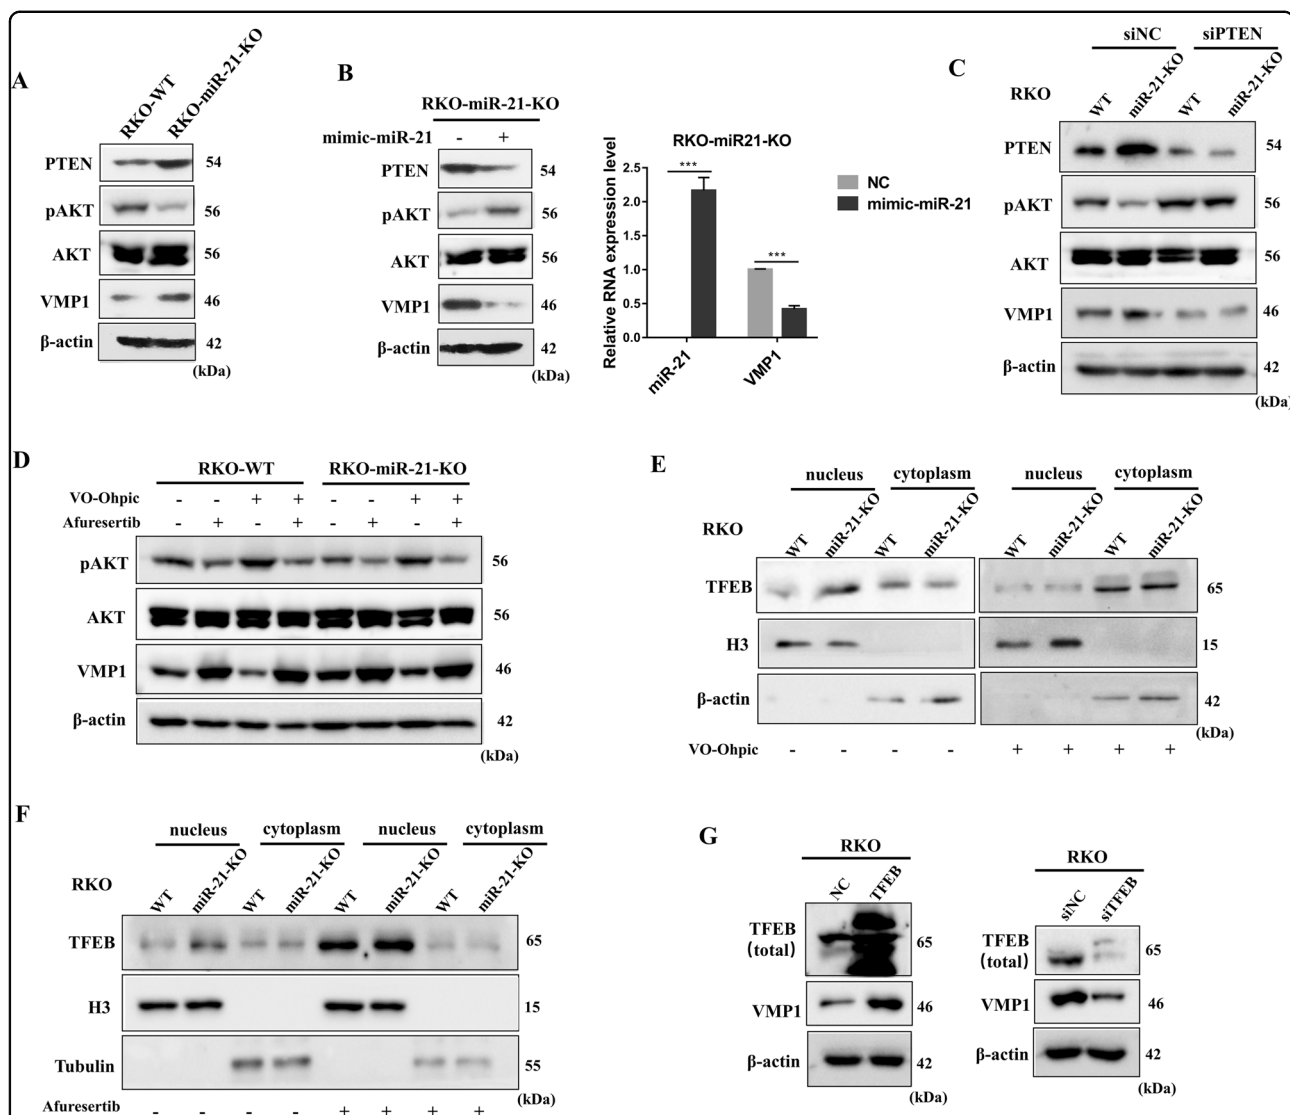 A
RKO-WT
RKO-miR-21-KO
PTEN 54
pAKT 56
AKT 56
VMP1 46
β-actin 42
(kDa)
B
RKO-miR-21-KO
mimic-miR-21 - +
PTEN 54
pAKT 56
AKT 56
VMP1 46
β-actin 42
(kDa)
RKO-miR21-KO
Relative RNA expression level
2.5
2.0
1.5
1.0
0.5
0.0
***
***
miR-21
VMP1
NC
mimic-miR-21
C
siNC siPTEN
RKO WT miR-21-KO WT miR-21-KO
PTEN 54
pAKT 56
AKT 56
VMP1 46
β-actin 42
(kDa)
D
RKO-WT RKO-miR-21-KO
VO-Ohpic - - + + - - + +
Afuresertib - + - + - + - +
pAKT 56
AKT 56
VMP1 46
β-actin 42
(kDa)
E
nucleus cytoplasm nucleus cytoplasm
RKO WT miR-21-KO WT miR-21-KO WT miR-21-KO WT miR-21-KO
TFEB 65
H3 15
β-actin 42
(kDa)
VO-Ohpic - - - - + + + +
F
nucleus cytoplasm nucleus cytoplasm
RKO WT miR-21-KO WT miR-21-KO WT miR-21-KO WT miR-21-KO
TFEB 65
H3 15
Tubulin 55
(kDa)
Afuresertib - - - - + + + +
G
RKO
NC TFEB
TFEB
(total) 65
VMP1 46
β-actin 42
(kDa)
RKO
siNC siTFEB
TFEB
(total) 65
VMP1 46
β-actin 42
(kDa)